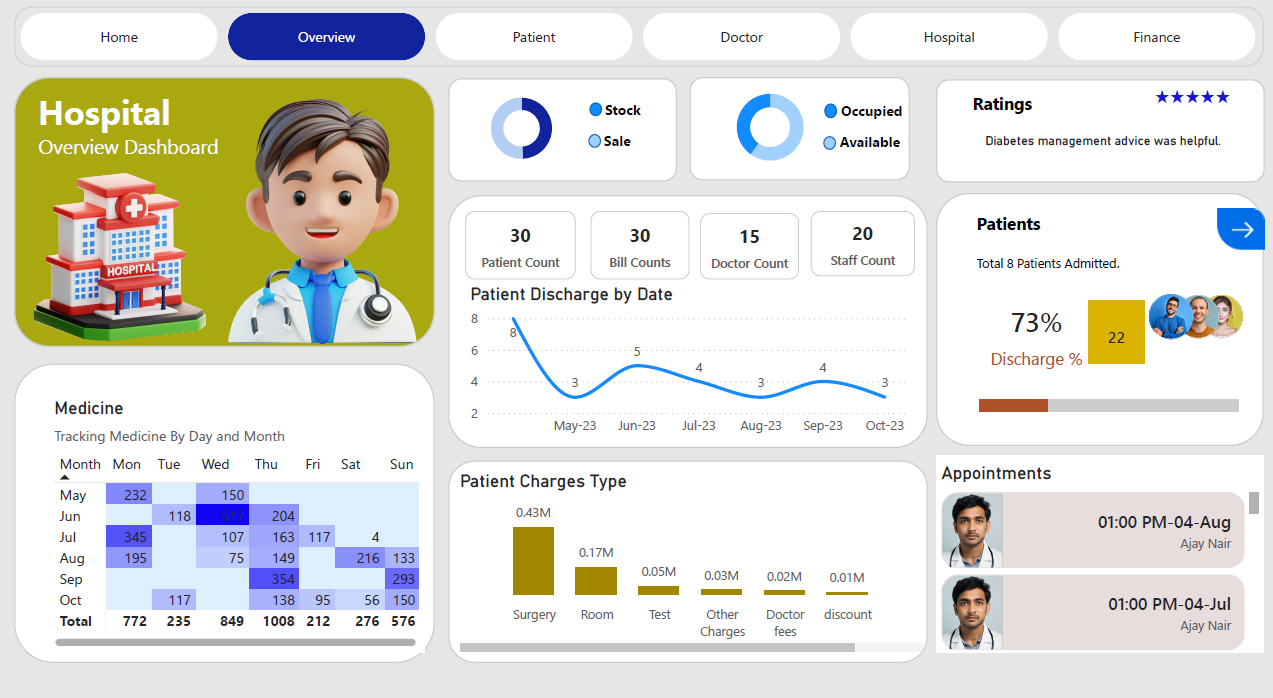 Home
Overview
Patient
Doctor
Hospital
Finance
Hospital
Overview Dashboard
HOSPITAL
Stock
Sale
Occupied
Available
Ratings
★★★★★
Diabetes management advice was helpful.
30
Patient Count
30
Bill Counts
15
Doctor Count
20
Staff Count
Patient Discharge by Date
8
6
4
2
8
3
5
4
3
4
3
May-23 Jun-23 Jul-23 Aug-23 Sep-23 Oct-23
Patients
Total 8 Patients Admitted.
73%
Discharge %
22
Medicine
Tracking Medicine By Day and Month
Month Mon Tue Wed Thu Fri Sat Sun
May 232 150
Jun 118 204
Jul 345 107 163 117 4
Aug 195 75 149 216 133
Sep 354 293
Oct 117 138 95 56 150
Total 772 235 849 1008 212 276 576
Patient Charges Type
0.43M
0.17M
0.05M
0.03M
0.02M
0.01M
Surgery
Room
Test
Other
Charges
Doctor
fees
discount
Appointments
01:00 PM-04-Aug
Ajay Nair
01:00 PM-04-Jul
Ajay Nair